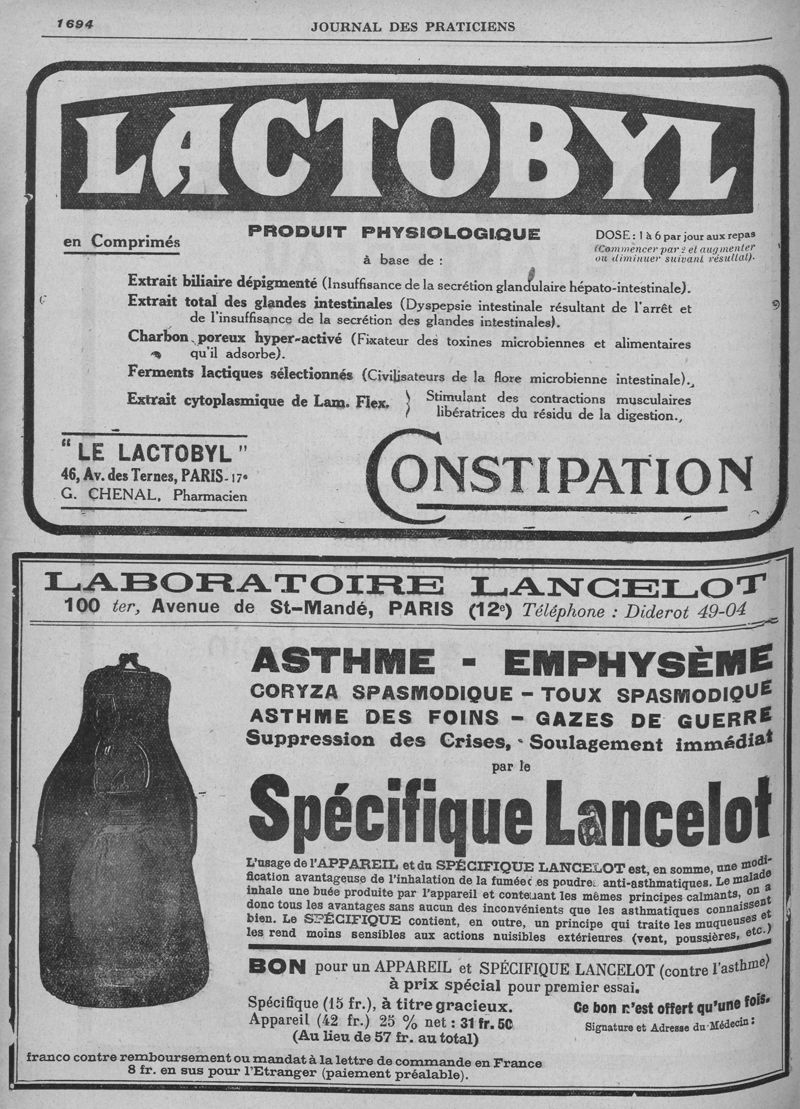 1694
JOURNAL DES PRATICIENS
LACTOBYL
en Comprimés
PRODUIT PHYSIOLOGIQUE
à base de :
DOSE : 1 à 6 par jour aux repas
(Commencer par 2 et augmenter
ou diminuer suivant résultat).
Extrait biliaire dépigmenté (Insuffisance de la secrétion glandulaire hépato-intestinale).
Extrait total des glandes intestinales (Dyspepsie intestinale résultant de l'arrêt et
de l'insuffisance de la secrétion des glandes intestinales).
Charbon poreux hyper-activé (Fixateur des toxines microbiennes et alimentaires
qu'il adsorbe).
Ferments lactiques sélectionnés (Civilisateurs de la flore microbienne intestinale).
Extrait cytoplasmique de Lam. Flex. } Stimulant des contractions musculaires
libératrices du résidu de la digestion.
"LE LACTOBYL"
46, Av. des Ternes, PARIS-17e
G. CHENAL, Pharmacien
CONSTIPATION
LABORATOIRE LANCELOT
100 ter, Avenue de St-Mandé, PARIS (12e) Téléphone : Diderot 49-04
ASTHME - EMPHYSÈME
CORYZA SPASMODIQUE - TOUX SPASMODIQUE
ASTHME DES FOINS - GAZES DE GUERRE
Suppression des Crises, Soulagement immédiat
par le
Spécifique Lancelot
L'usage de l'APPAREIL et du SPÉCIFIQUE LANCELOT est, en somme, une modi-
fication avantageuse de l'inhalation de la fumée des poudres anti-asthmatiques. Le malade
inhale une buée produite par l'appareil et contenant les mêmes principes calmants, on a
donc tous les avantages sans aucun des inconvénients que les asthmatiques connaissent
bien. Le SPÉCIFIQUE contient, en outre, un principe qui traite les muqueuses et
les rend moins sensibles aux actions nuisibles extérieures (vent, poussières, etc.)
BON pour un APPAREIL et SPÉCIFIQUE LANCELOT (contre l'asthme)
à prix spécial pour premier essai.
Spécifique (15 fr.), à titre gracieux.
Appareil (42 fr.) 25 % net : 31 fr. 50
(Au lieu de 57 fr. au total)
Ce bon n'est offert qu'une fois.
Signature et Adresse du Médecin :
franco contre remboursement ou mandat à la lettre de commande en France
8 fr. en sus pour l'Etranger (paiement préalable).